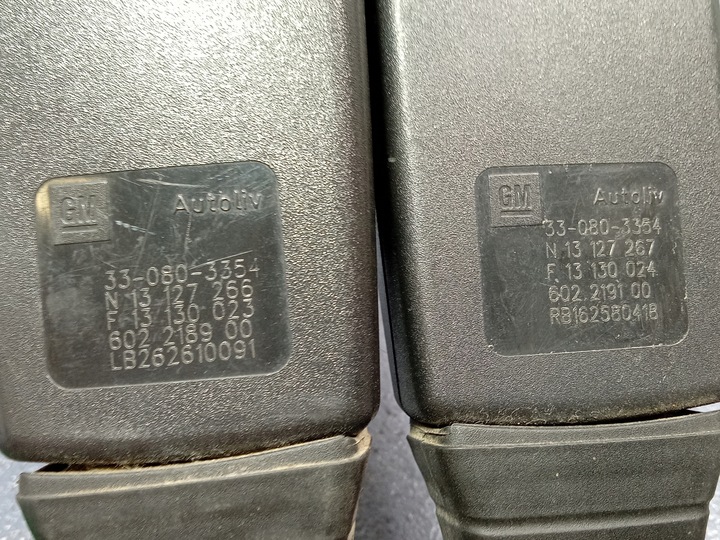 GM Autoliv
33-080-3354
N 13 127 266
F. 13 130 023
602 2189 00
LB262610091
GM Autoliv
33-080-3354
N 13 127 267
F. 13 130 024
602.2191 00
RB162580418